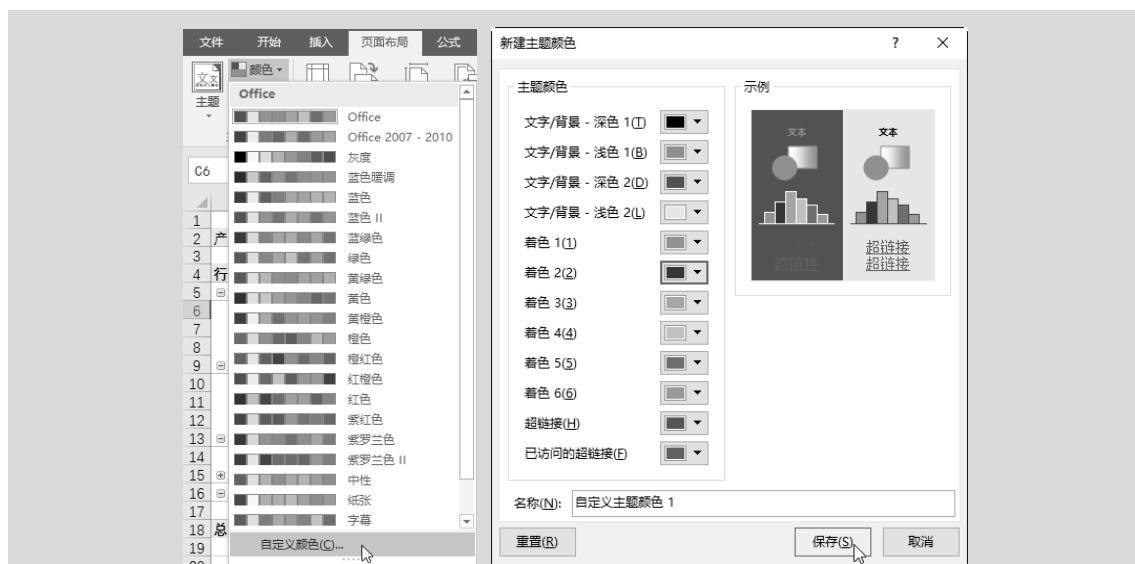 文件 开始 插入 页面布局 公式
颜色
文文
主题
Office
Office
Office 2007 - 2010
灰度
蓝色暖调
蓝色
蓝色 II
蓝绿色
绿色
黄绿色
黄色
黄橙色
橙色
橙红色
红橙色
红色
紫红色
紫罗兰色
紫罗兰色 II
中性
纸张
字幕
自定义颜色(C)...
C6
1
2 产
3
4 行
5
6
7
8
9
10
11
12
13
14
15
16
17
18 总
19
新建主题颜色 ? ×
主题颜色
文字/背景 - 深色 1(T)
文字/背景 - 浅色 1(B)
文字/背景 - 深色 2(D)
文字/背景 - 浅色 2(L)
着色 1(1)
着色 2(2)
着色 3(3)
着色 4(4)
着色 5(5)
着色 6(6)
超链接(H)
已访问的超链接(F)
示例
文本 文本
超链接 超链接
超链接 超链接
名称(N): 自定义主题颜色 1
重置(R) 保存(S) 取消